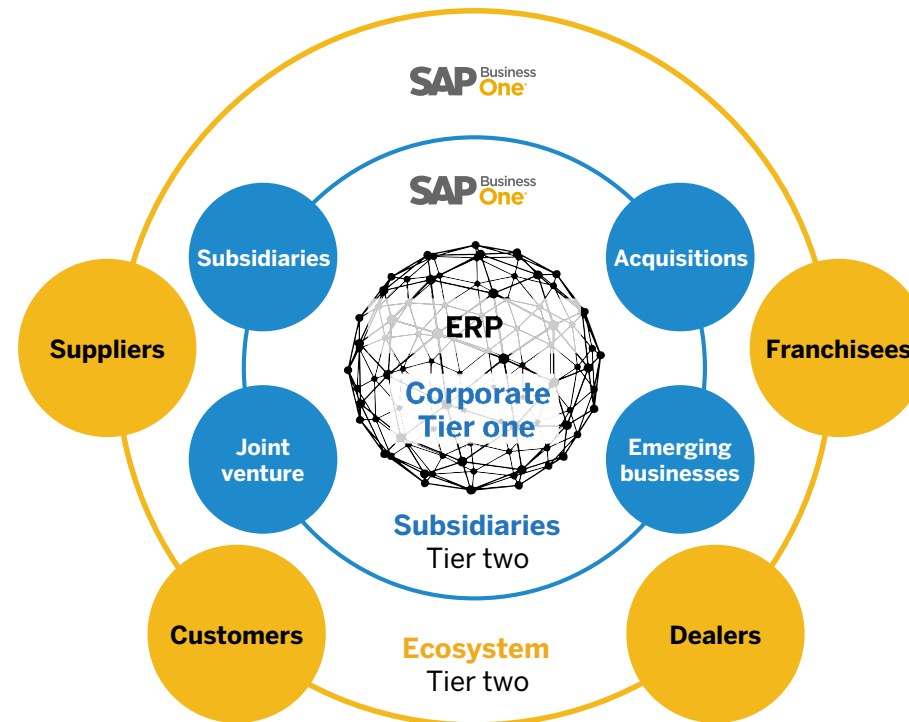 SAP Business
One
SAP Business
One
Subsidiaries
Acquisitions
ERP
Suppliers
Franchisees
Corporate
Tier one
Joint
venture
Emerging
businesses
Subsidiaries
Tier two
Customers
Dealers
Ecosystem
Tier two